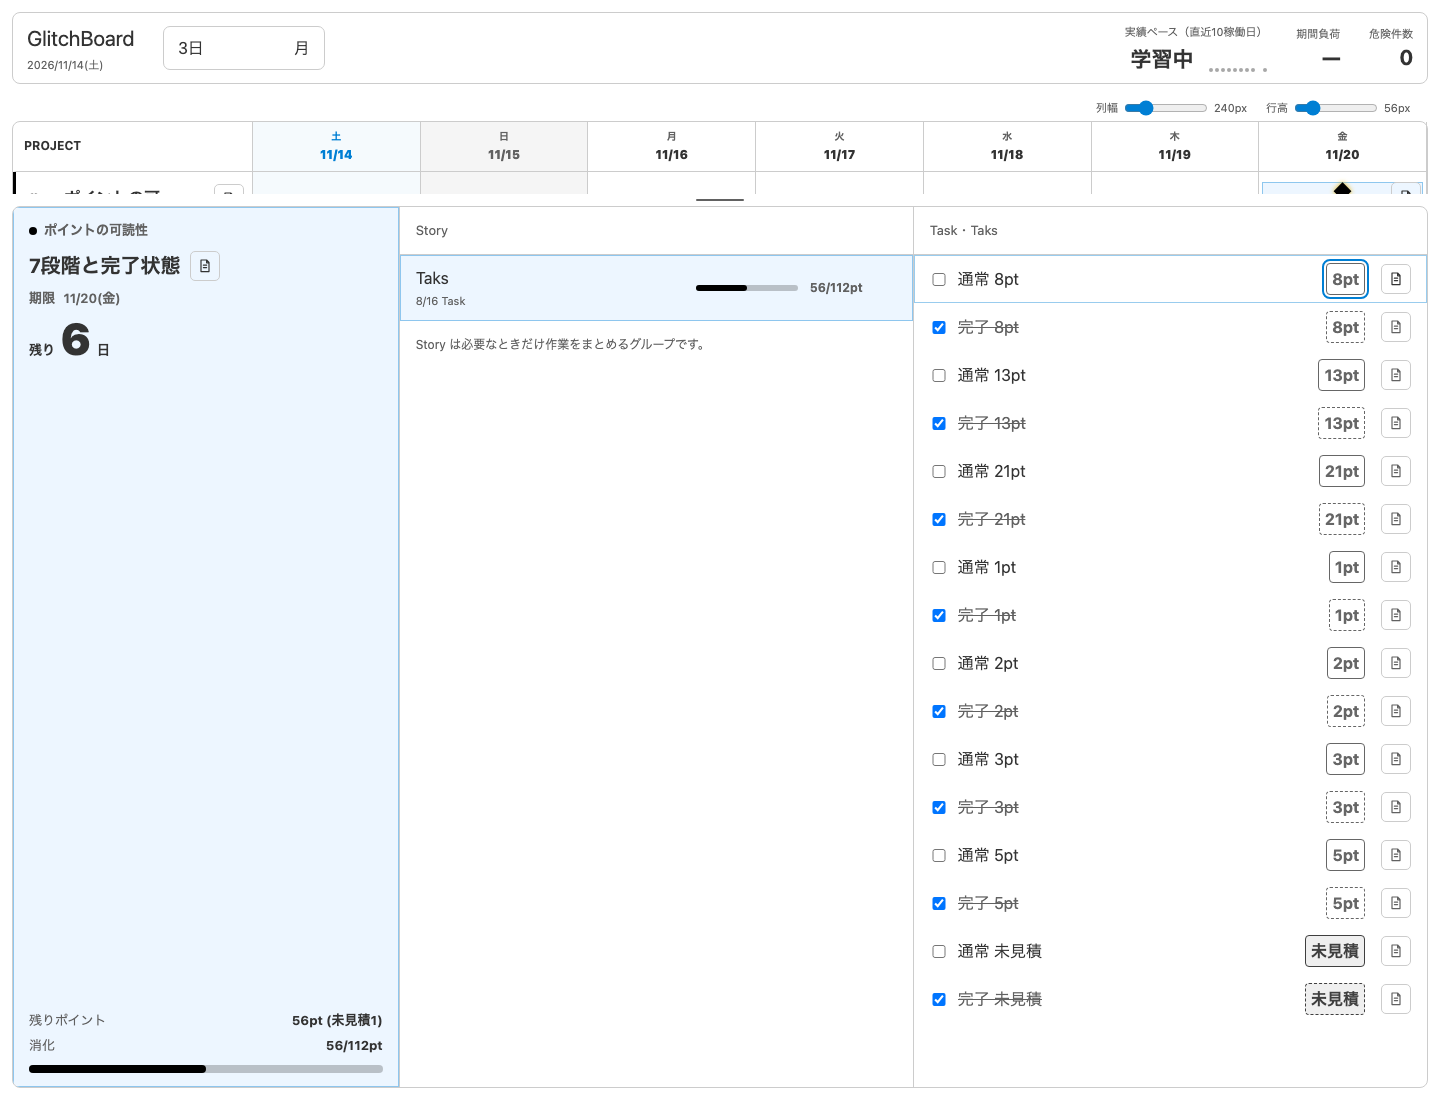 GlitchBoard
2026/11/14(土)
3日 月
実績ペース（直近10稼働日）
学習中
期間負荷
—
危険件数
0
列幅 240px 行高 56px
PROJECT
土
11/14
日
11/15
月
11/16
火
11/17
水
11/18
木
11/19
金
11/20
ポイントの可読性
7段階と完了状態
期限 11/20(金)
残り 6 日
残りポイント 56pt (未見積1)
消化 56/112pt
Story
Taks
8/16 Task
56/112pt
Story は必要なときだけ作業をまとめるグループです。
Task・Taks
通常 8pt 8pt
完了 8pt 8pt
通常 13pt 13pt
完了 13pt 13pt
通常 21pt 21pt
完了 21pt 21pt
通常 1pt 1pt
完了 1pt 1pt
通常 2pt 2pt
完了 2pt 2pt
通常 3pt 3pt
完了 3pt 3pt
通常 5pt 5pt
完了 5pt 5pt
通常 未見積 未見積
完了 未見積 未見積